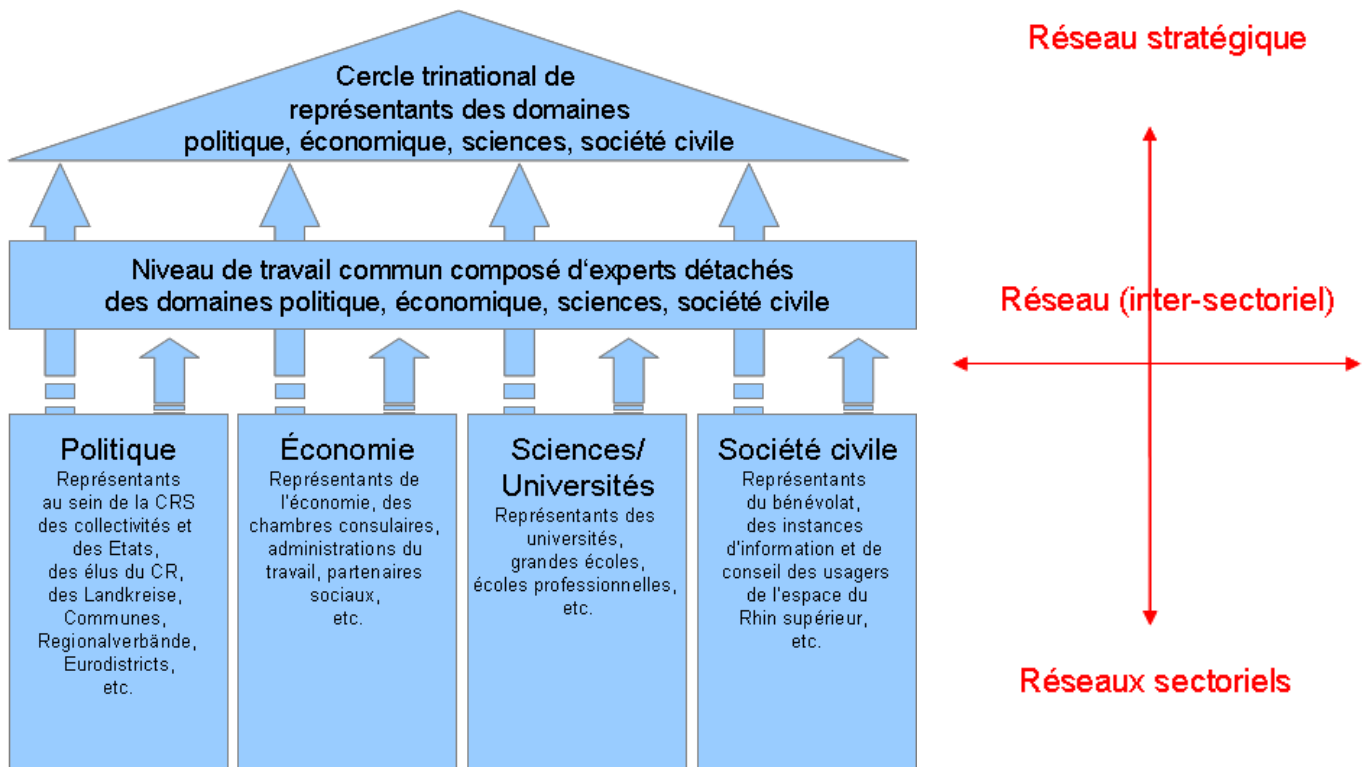 Cercle trinational de
représentants des domaines
politique, économique, sciences, société civile
Réseau stratégique
Niveau de travail commun composé d‘experts détachés
des domaines politique, économique, sciences, société civile
Réseau (inter-sectoriel)
Politique
Représentants
au sein de la CRS
des collectivités et
des Etats,
des élus du CR,
des Landkreise,
Communes,
Regionalverbände,
Eurodistricts,
etc.
Économie
Représentants de
l'économie, des
chambres consulaires,
administrations du
travail, partenaires
sociaux,
etc.
Sciences/
Universités
Représentants des
universités,
grandes écoles,
écoles professionnelles,
etc.
Société civile
Représentants
du bénévolat,
des instances
d'information et de
conseil des usagers
de l'espace du
Rhin supérieur,
etc.
Réseaux sectoriels